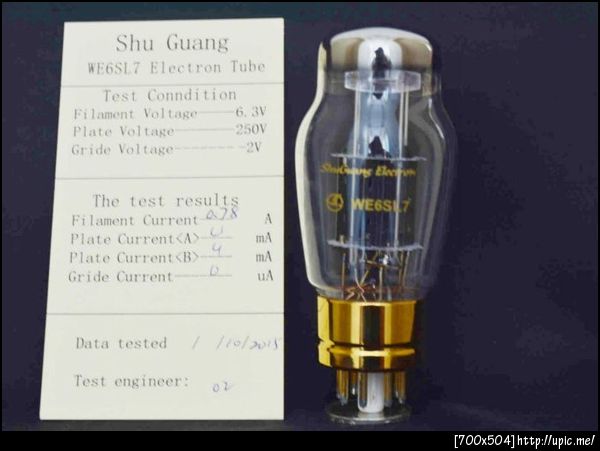 Shu Guang
WE6SL7 Electron Tube
Test Conndition
Filament Voltage——6.3V
Plate Voltage————250V
Gride Voltage————-2V
The test results
Filament Current 0.78 A
Plate Current<A> mA
Plate Current<B> 4 mA
Gride Current 0 uA
Data tested 1 /10/2015
Test engineer: 02
ShuGuang Electron
WE6SL7
[700x504]http://upic.me/